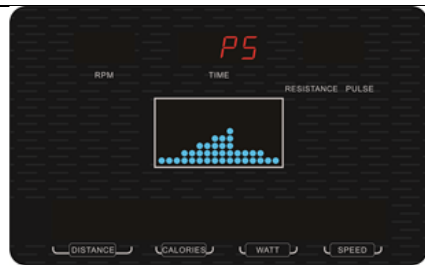 P5
RPM
TIME
RESISTANCE PULSE
DISTANCE CALORIES WATT SPEED